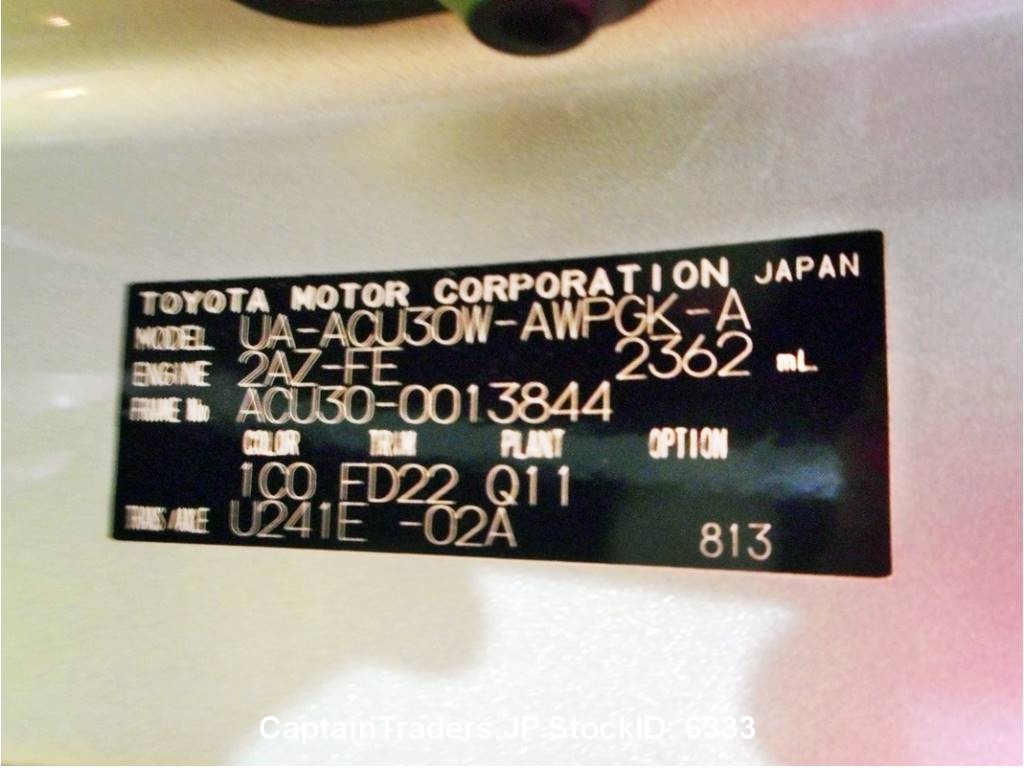 TOYOTA MOTOR CORPORATION JAPAN
MODEL UA-ACU30W-AWPGK-A
ENGINE 2AZ-FE 2362 mL
FRAME No ACU30-0013844
COLOR TRIM PLANT OPTION
1C0 FD22 Q11
TRANS/AXLE U241E -02A 813
CaptainTraders.JP StockID: 6333